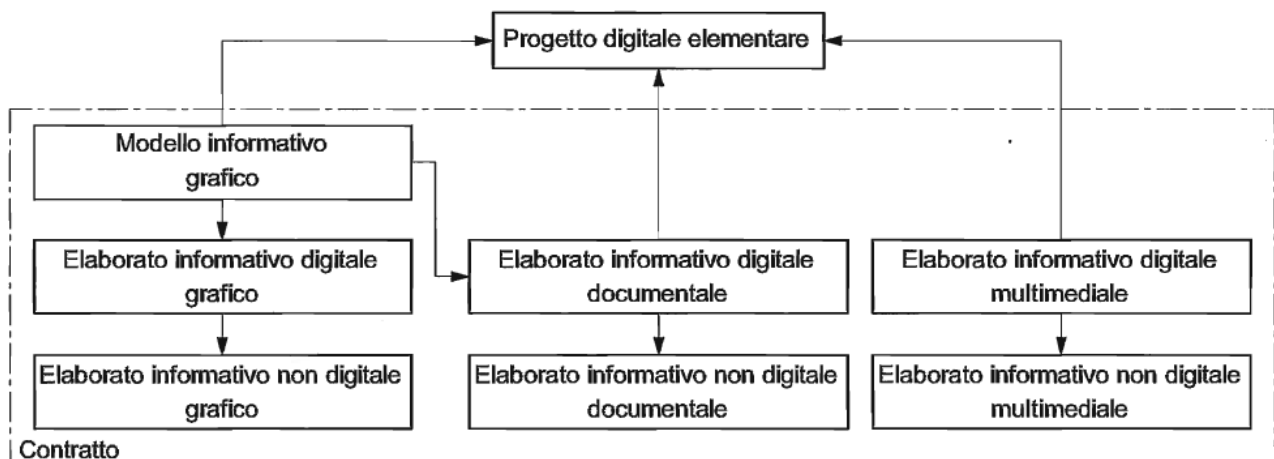 Progetto digitale elementare
Modello informativo
grafico
Elaborato informativo digitale
grafico
Elaborato informativo digitale
documentale
Elaborato informativo digitale
multimediale
Elaborato informativo non digitale
grafico
Elaborato informativo non digitale
documentale
Elaborato informativo non digitale
multimediale
Contratto